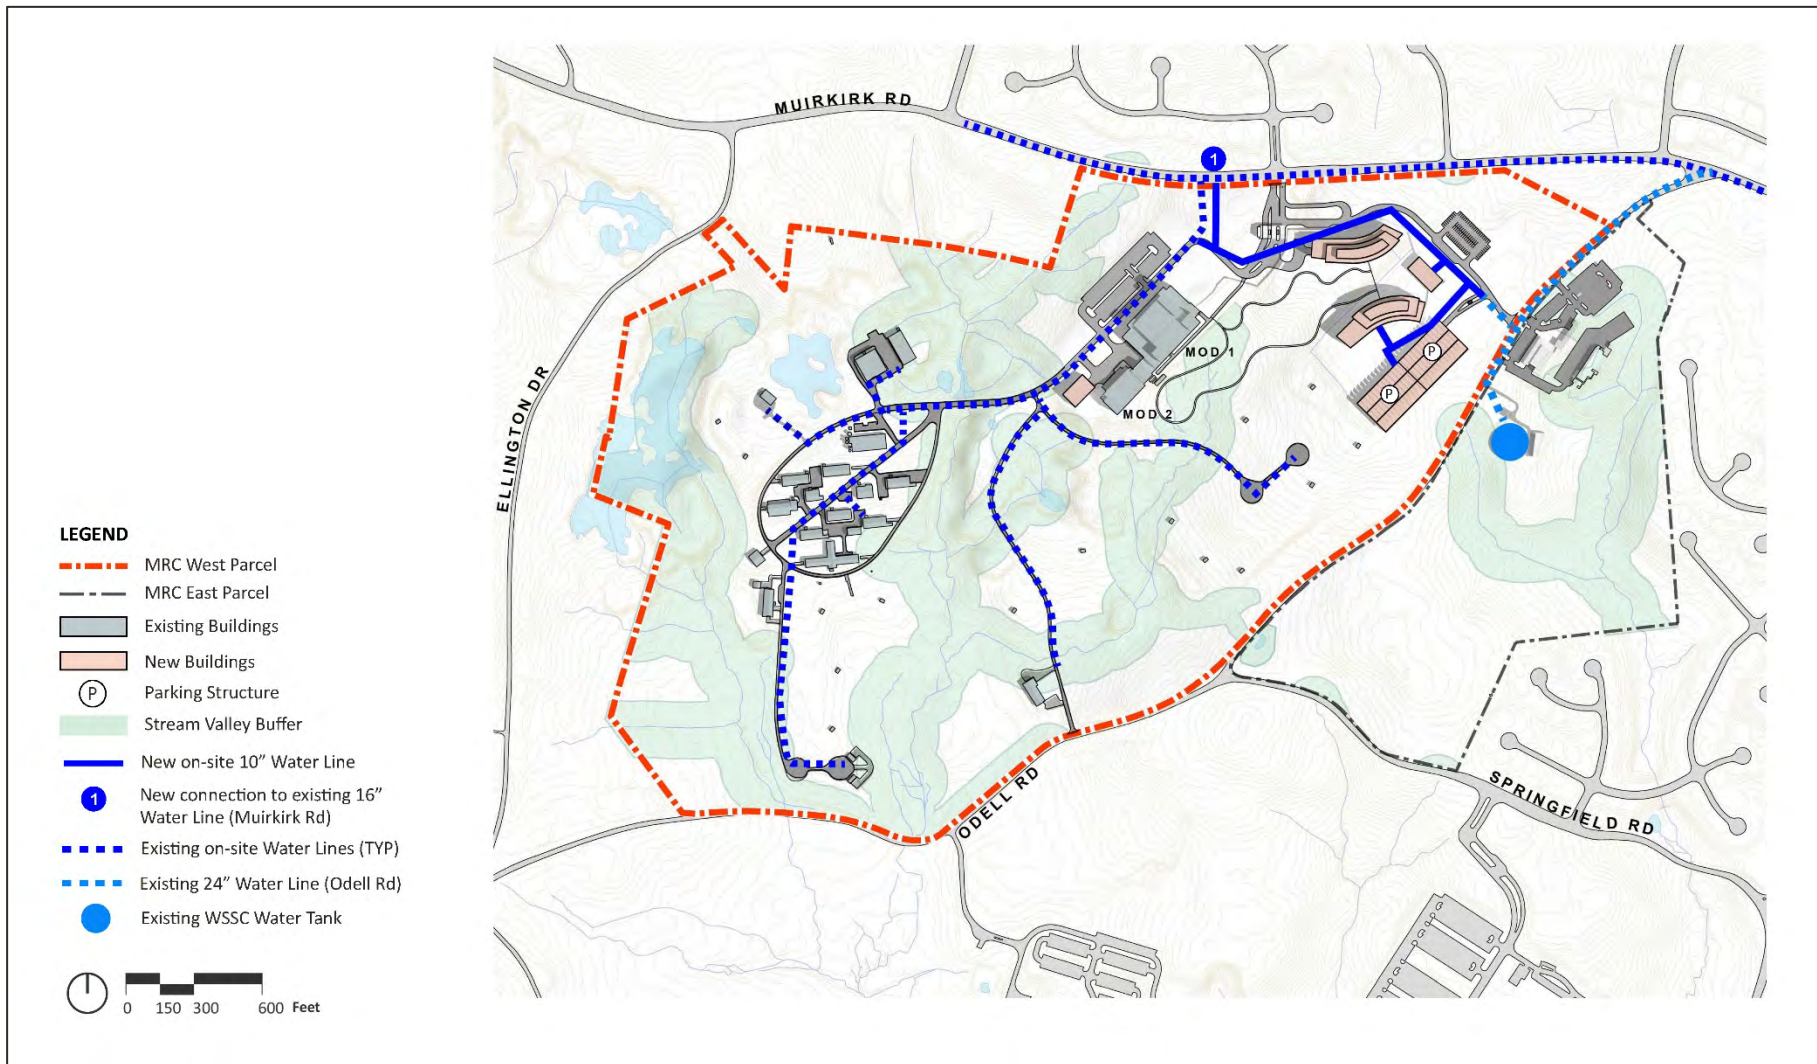 MUIRKIRK RD
1
MOD 1
P
P
MOD 2
ELLINGTON DR
ODELL RD
SPRINGFIELD RD
LEGEND
MRC West Parcel
MRC East Parcel
Existing Buildings
New Buildings
P Parking Structure
Stream Valley Buffer
New on-site 10” Water Line
1 New connection to existing 16”
Water Line (Muirkirk Rd)
Existing on-site Water Lines (TYP)
Existing 24” Water Line (Odell Rd)
Existing WSSC Water Tank
0 150 300 600 Feet